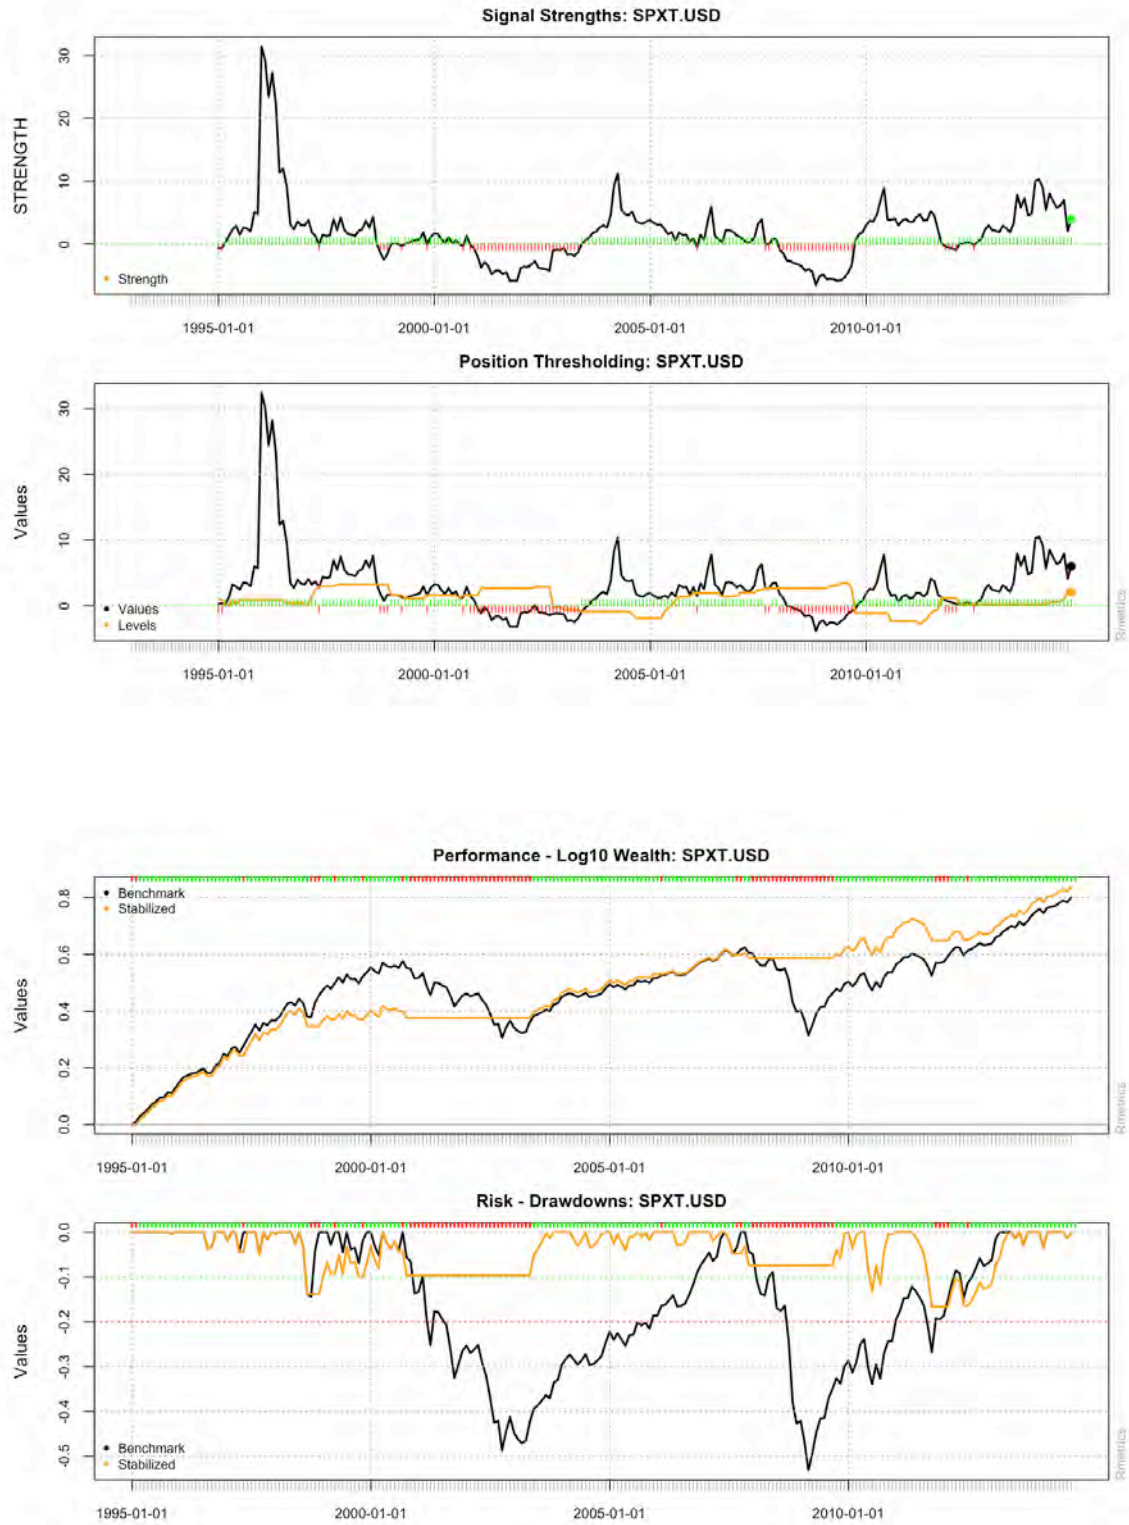 Signal Strengths: SPXT.USD
STRENGTH
30
20
10
0
Strength
1995-01-01 2000-01-01 2005-01-01 2010-01-01
Position Thresholding: SPXT.USD
Values
30
20
10
0
Values
Levels
Rmetrics
1995-01-01 2000-01-01 2005-01-01 2010-01-01
Performance - Log10 Wealth: SPXT.USD
Values
0.8
0.6
0.4
0.2
0.0
Benchmark
Stabilized
Rmetrics
1995-01-01 2000-01-01 2005-01-01 2010-01-01
Risk - Drawdowns: SPXT.USD
Values
0.0
-0.1
-0.2
-0.3
-0.4
-0.5
Benchmark
Stabilized
Rmetrics
1995-01-01 2000-01-01 2005-01-01 2010-01-01